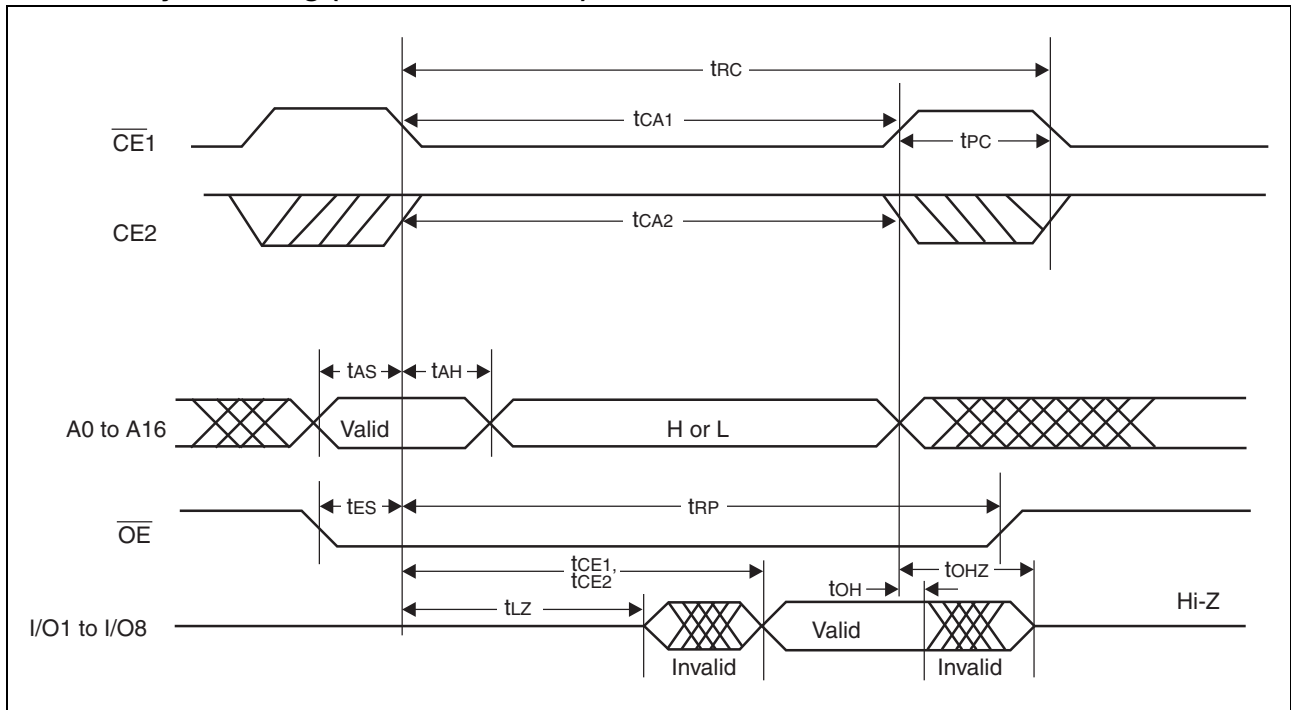 tRC
CE1
tCA1
tPC
CE2
tCA2
tAS
tAH
A0 to A16
Valid
H or L
OE
tES
tRP
tCE1,
tCE2
tOHZ
tOH
tLZ
Hi-Z
I/O1 to I/O8
Valid
Invalid
Invalid